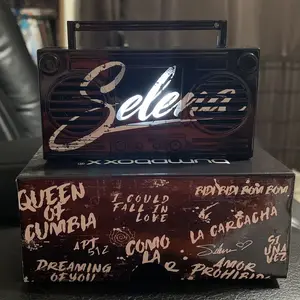 Selena
bumpboxx
QUEEN
OF
CUMBIA
I COULD
FALL IN
LOVE
BIDI BIDI BOM BOM
LA CARCACHA
APT
512
COMO
LA
Selena
SI
UNA
VEZ
DREAMING
OF YOU
AMOR
PROHIBIDO